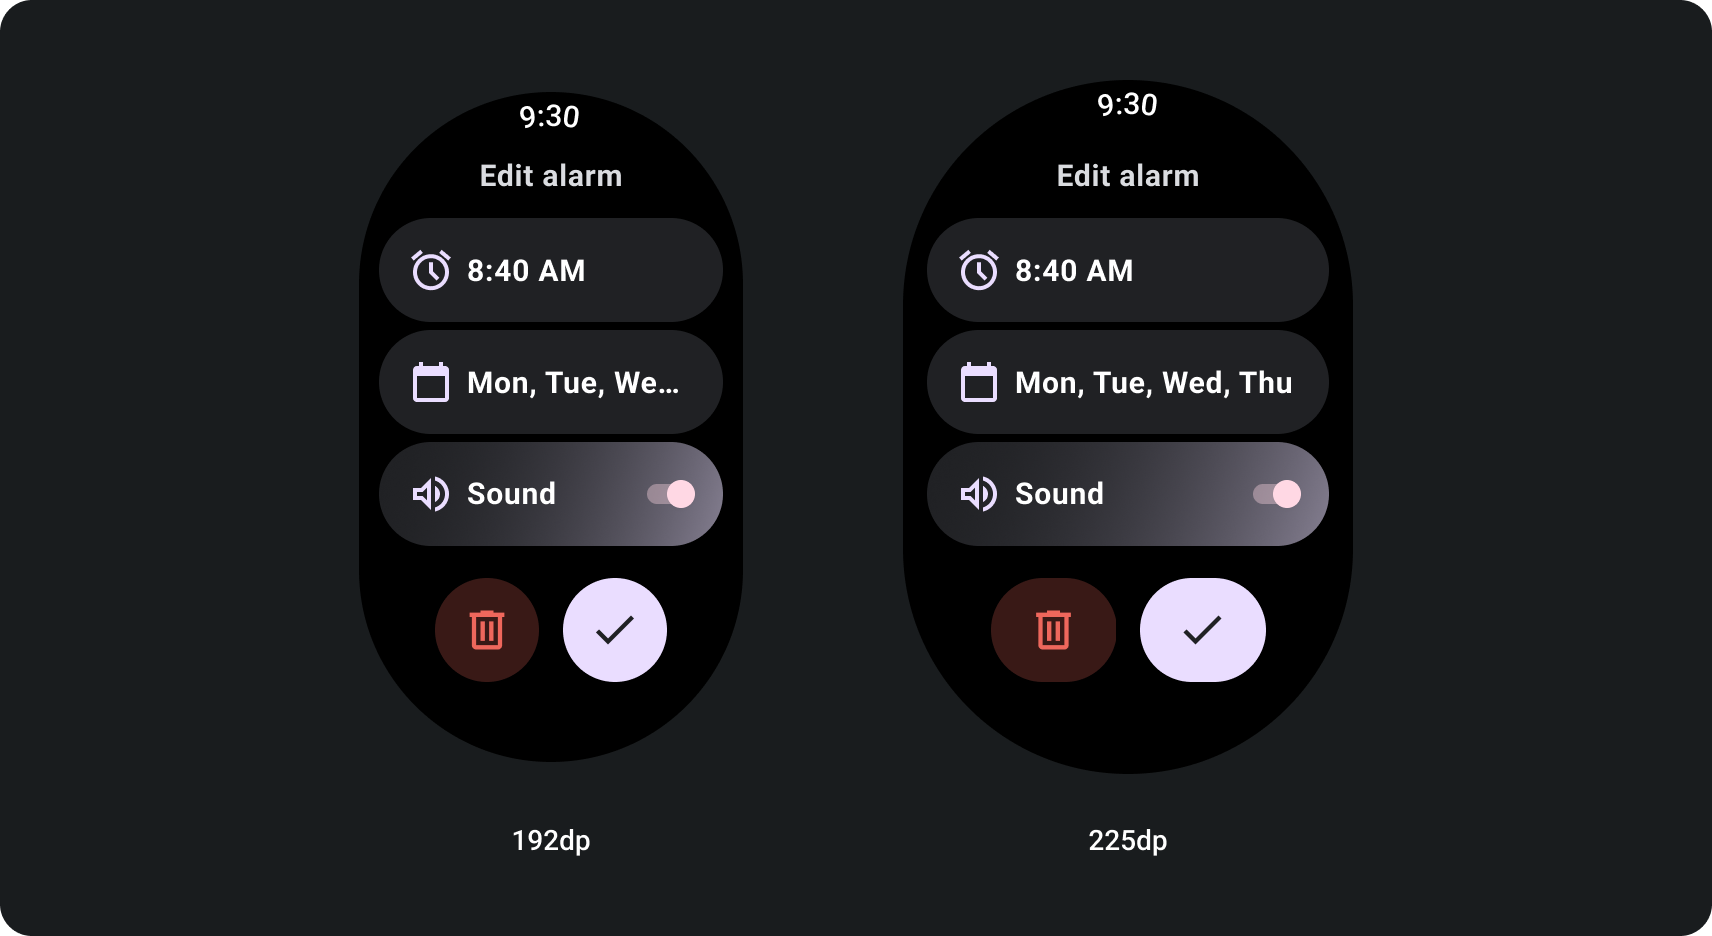 9:30
Edit alarm
8:40 AM
Mon, Tue, We...
Sound
192dp
9:30
Edit alarm
8:40 AM
Mon, Tue, Wed, Thu
Sound
225dp